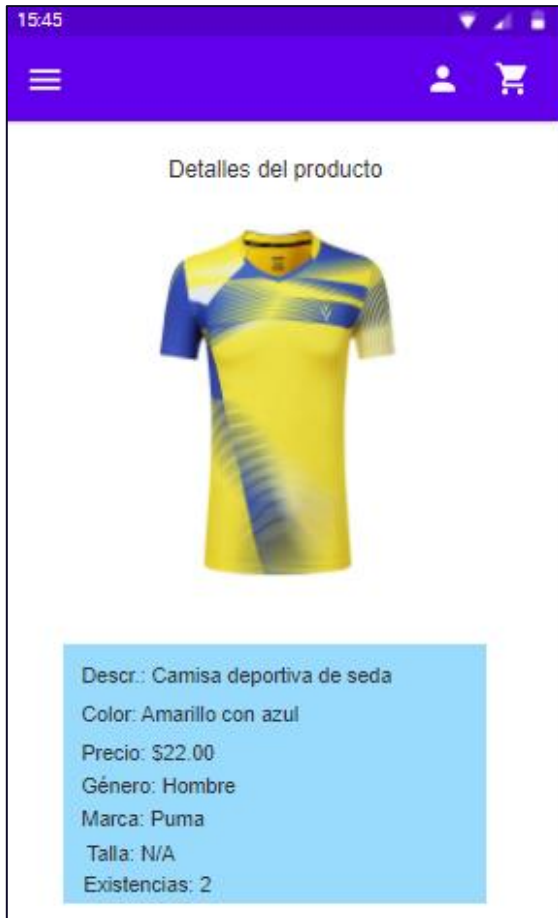 15:45
Detalles del producto
Descr.: Camisa deportiva de seda
Color: Amarillo con azul
Precio: $22.00
Género: Hombre
Marca: Puma
Talla: N/A
Existencias: 2